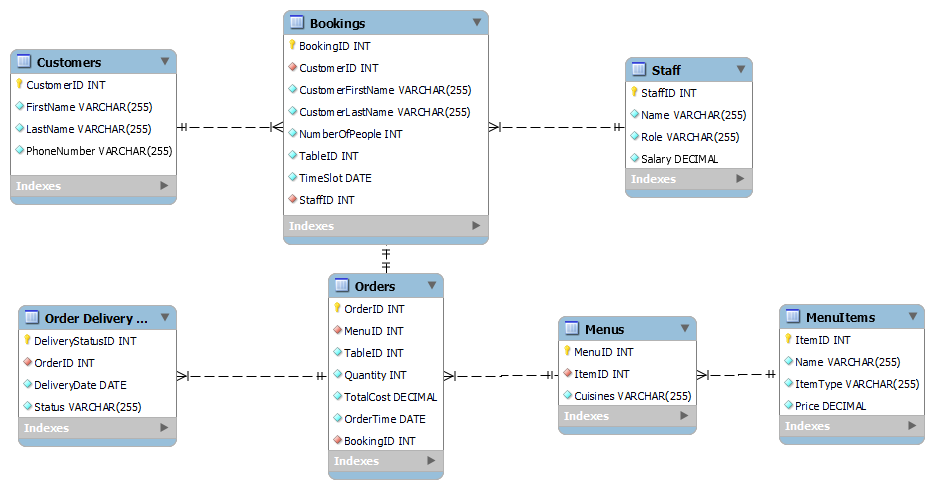 Customers
CustomerID INT
FirstName VARCHAR(255)
LastName VARCHAR(255)
PhoneNumber VARCHAR(255)
Indexes
Bookings
BookingID INT
CustomerID INT
CustomerFirstName VARCHAR(255)
CustomerLastName VARCHAR(255)
NumberOfPeople INT
TableID INT
TimeSlot DATE
StaffID INT
Indexes
Staff
StaffID INT
Name VARCHAR(255)
Role VARCHAR(255)
Salary DECIMAL
Indexes
Order Delivery ...
DeliveryStatusID INT
OrderID INT
DeliveryDate DATE
Status VARCHAR(255)
Indexes
Orders
OrderID INT
MenuID INT
TableID INT
Quantity INT
TotalCost DECIMAL
OrderTime DATE
BookingID INT
Indexes
Menus
MenuID INT
ItemID INT
Cuisines VARCHAR(255)
Indexes
MenuItems
ItemID INT
Name VARCHAR(255)
ItemType VARCHAR(255)
Price DECIMAL
Indexes